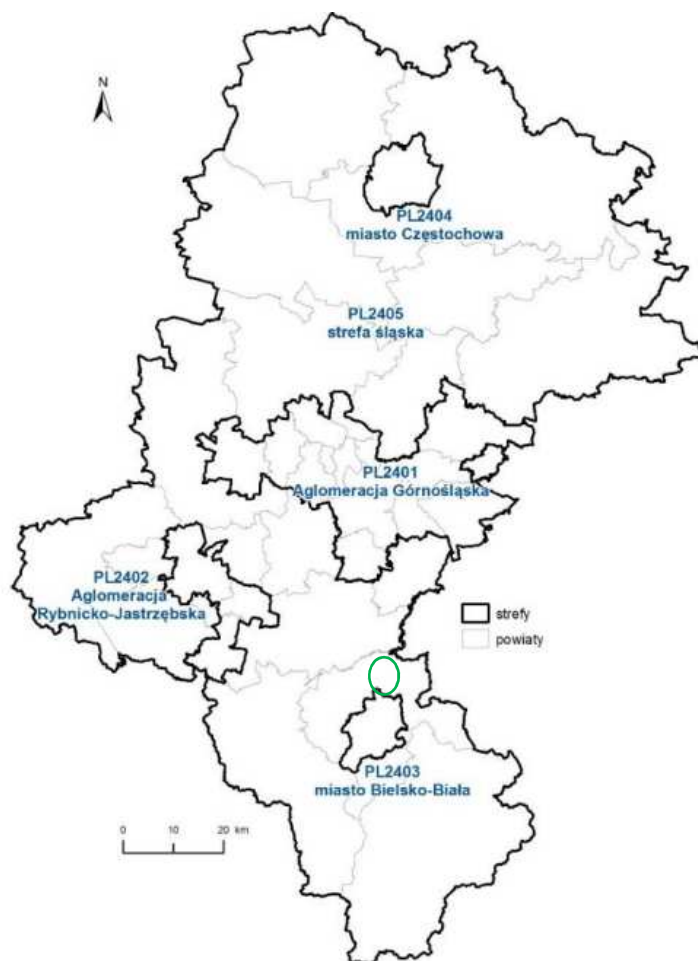 N
PL2404
miasto Częstochowa
PL2405
strefa śląska
PL2401
Aglomeracja Górnośląska
PL2402
Aglomeracja
Rybnicko-Jastrzębska
strefy
powiaty
PL2403
miasto Bielsko-Biała
0 10 20 km